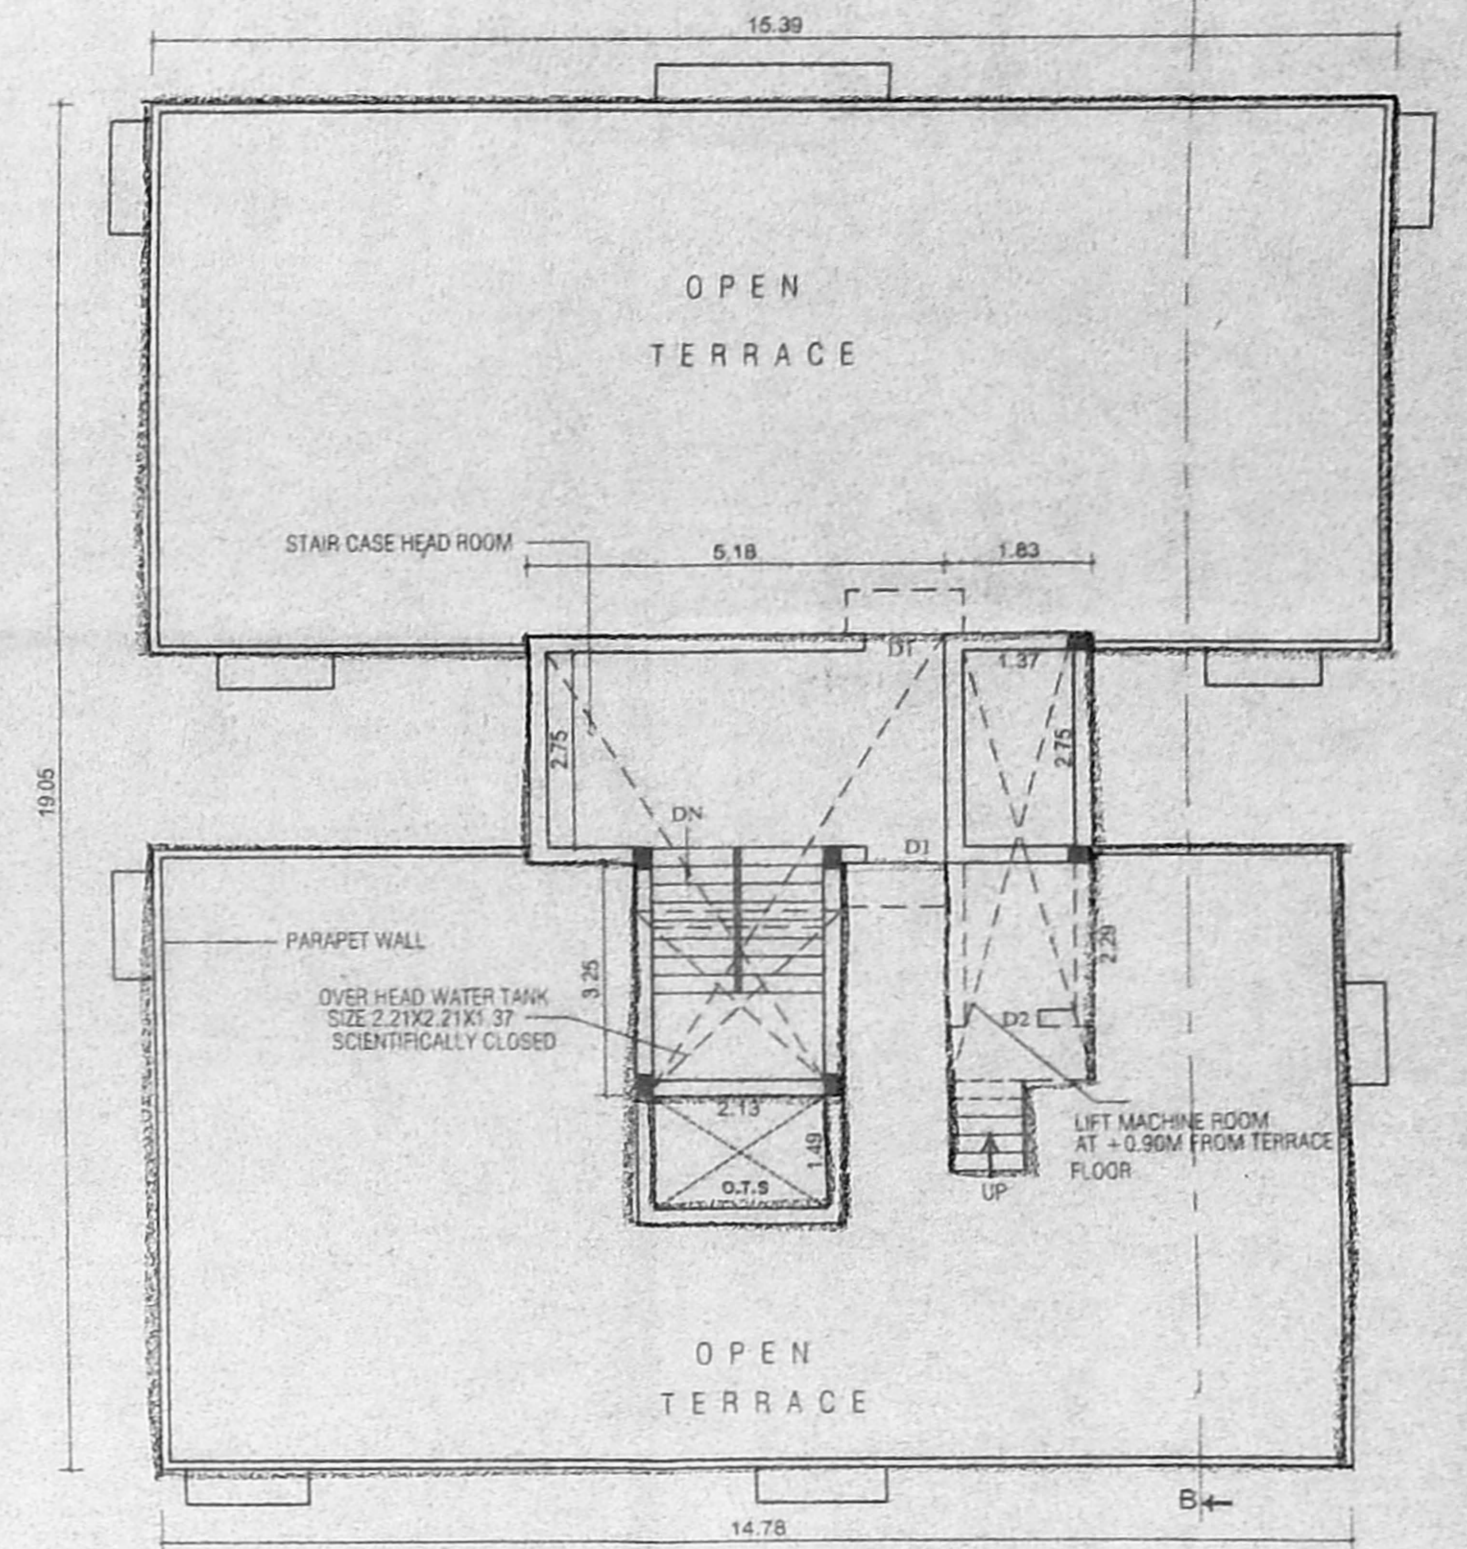 15.39
OPEN
TERRACE
STAIR CASE HEAD ROOM
5.18
1.83
D1
1.37
2.75
2.75
19.05
DN
D1
PARAPET WALL
2.29
3.25
OVER HEAD WATER TANK
SIZE 2.21X2.21X1.37
SCIENTIFICALLY CLOSED
D2
2.13
1.49
LIFT MACHINE ROOM
AT +0.90M FROM TERRACE
FLOOR
O.T.S
UP
OPEN
TERRACE
B
14.78